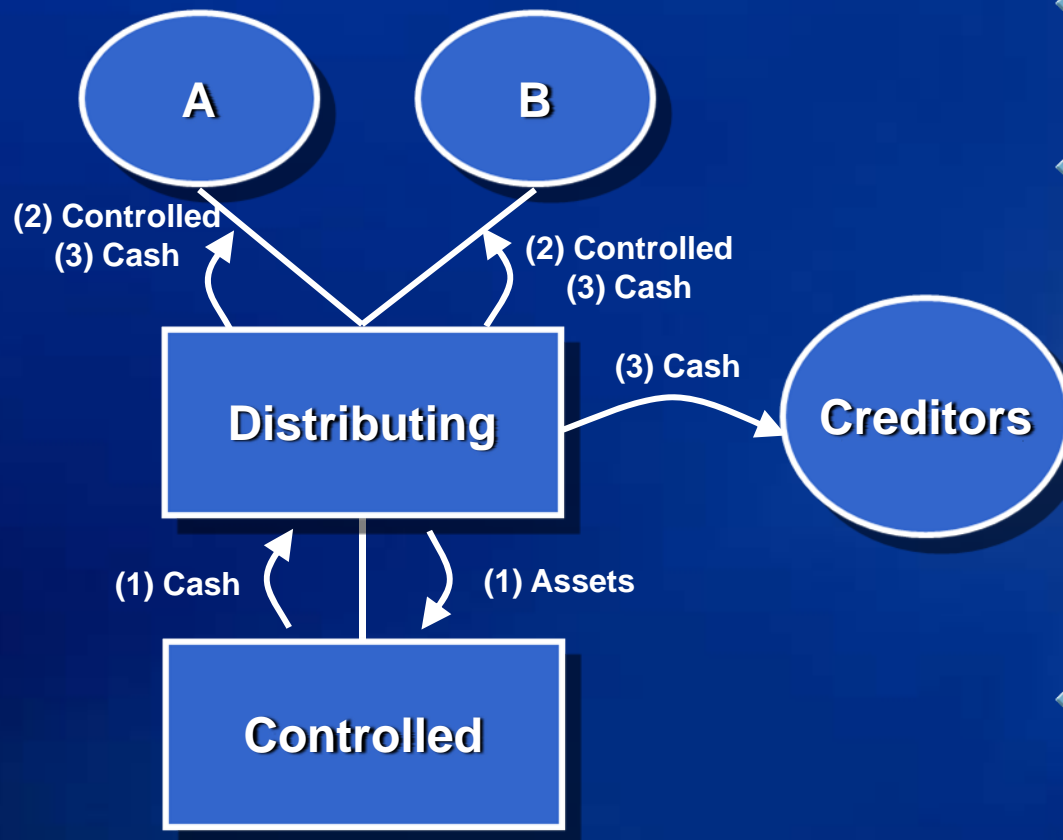 A
B
(2) Controlled
(3) Cash
(2) Controlled
(3) Cash
(3) Cash
Distributing
Creditors
(1) Cash
(1) Assets
Controlled